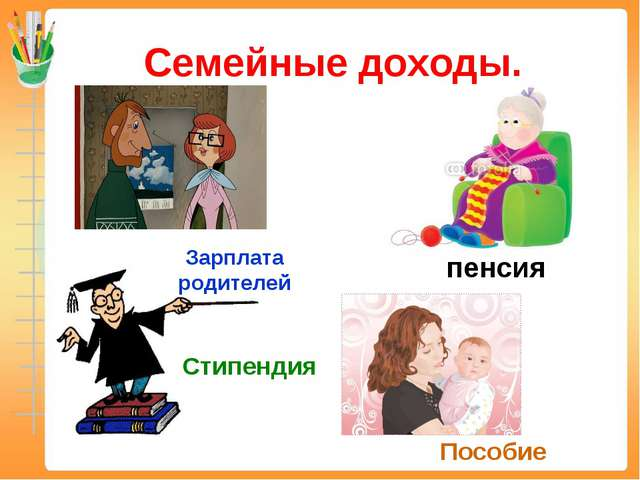 Семейные доходы.
Зарплата
родителей
пенсия
Стипендия
Пособие